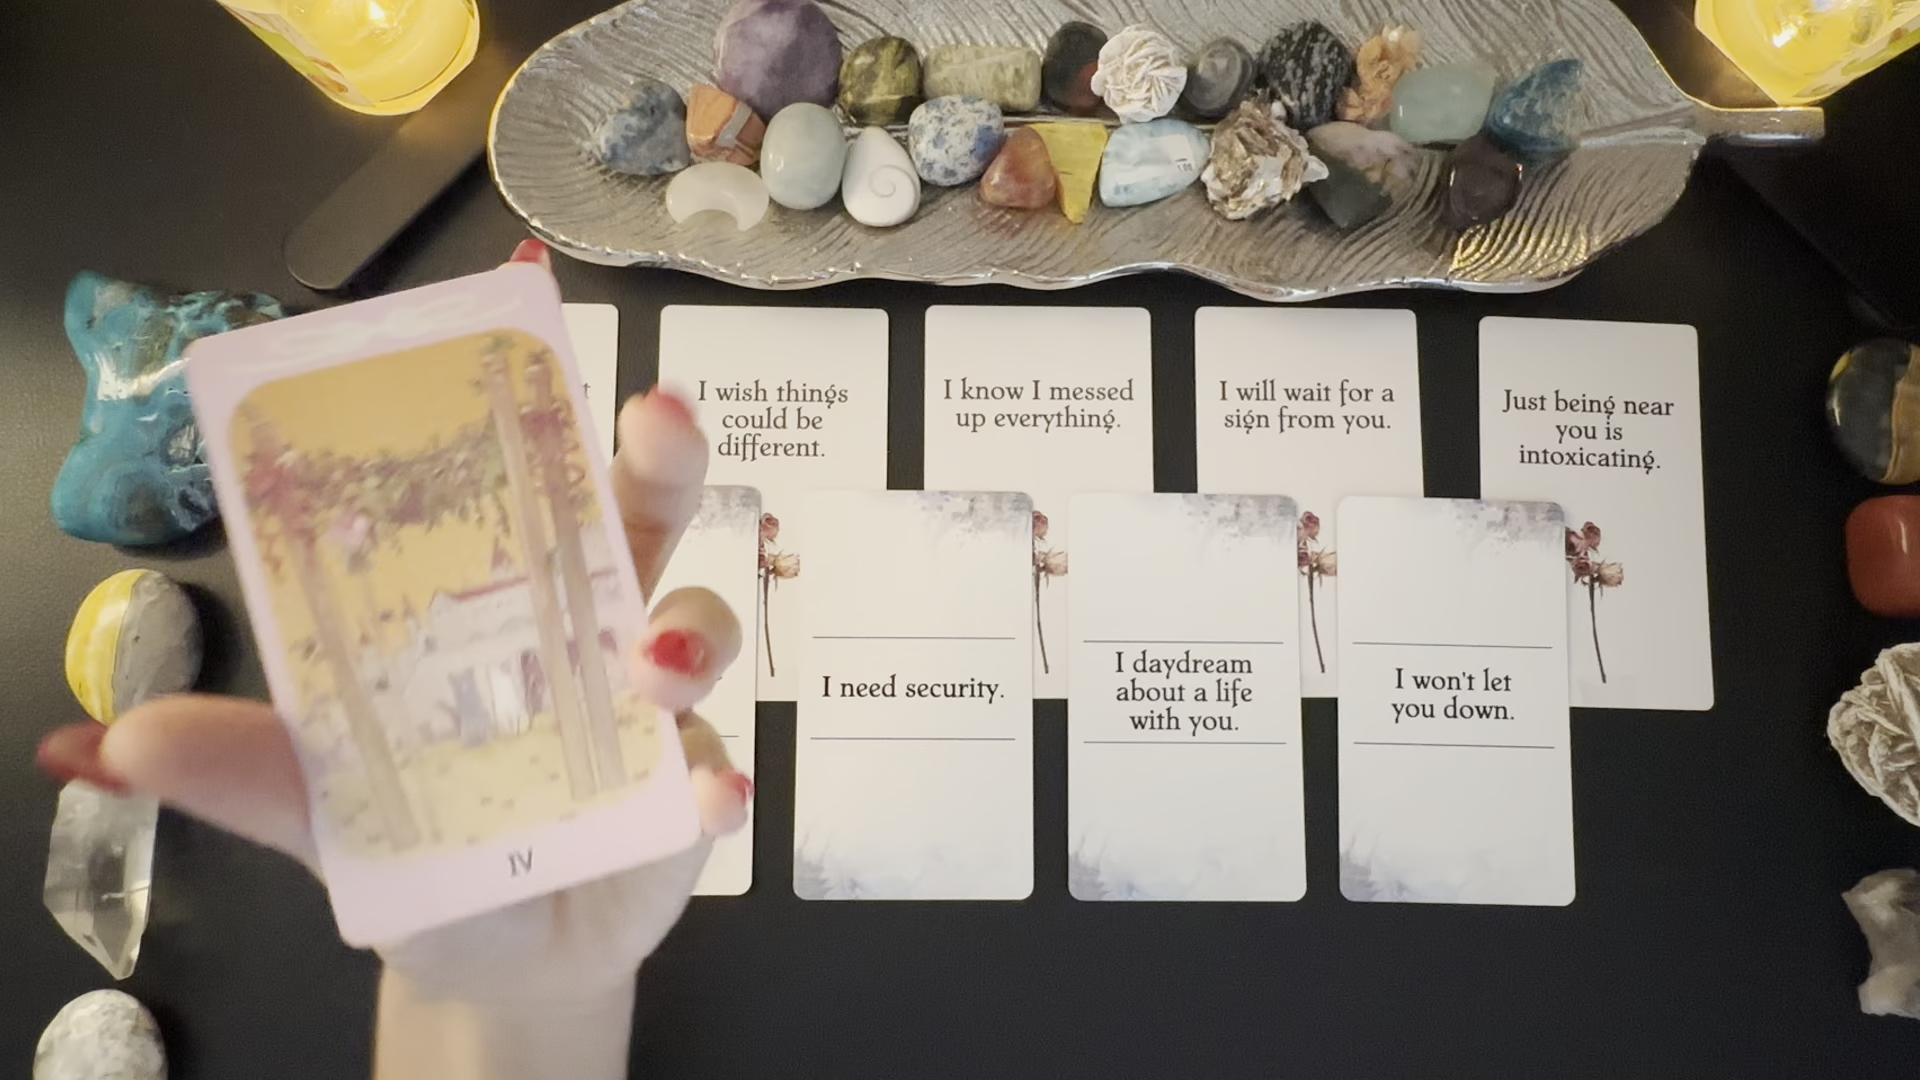 I wish things
could be
different.
I know I messed
up everything.
I will wait for a
sign from you.
Just being near
you is
intoxicating.
I need security.
I daydream
about a life
with you.
I won't let
you down.
IV